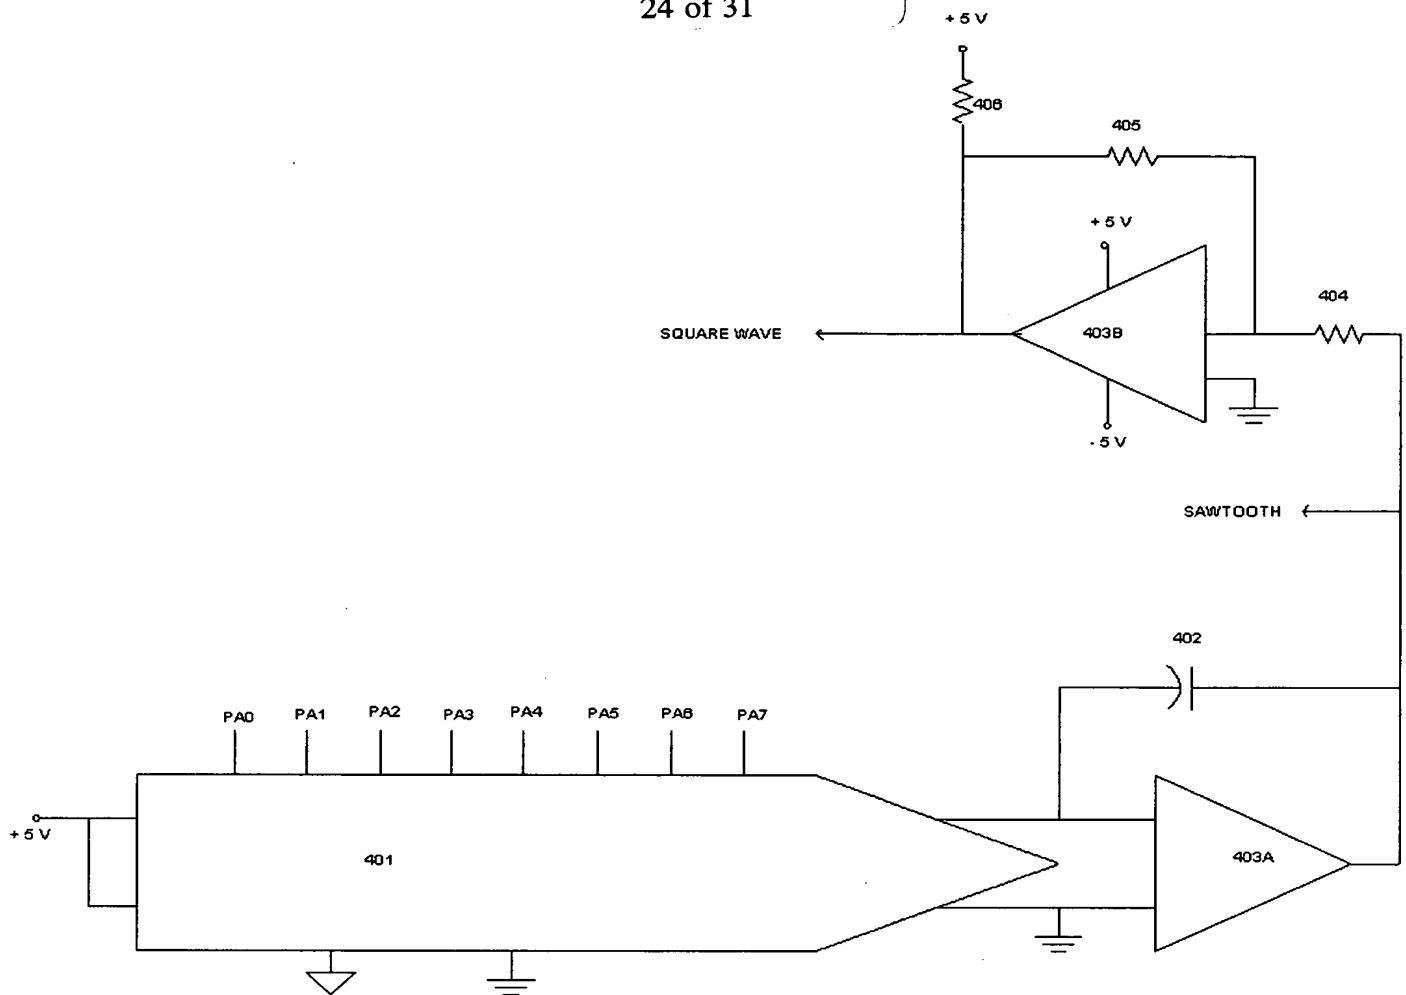 24 of 31
+ 5 V
406
405
+ 5 V
404
SQUARE WAVE
403B
- 5 V
SAWTOOTH
402
PA0 PA1 PA2 PA3 PA4 PA5 PA6 PA7
+ 5 V
401
403A